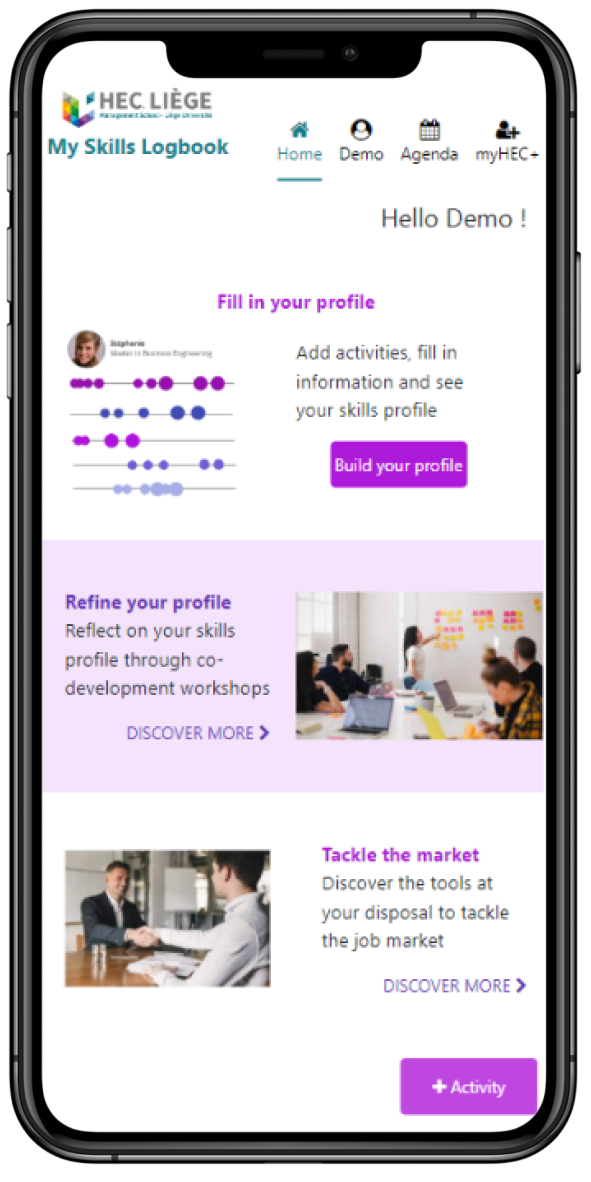 HEC LIÈGE
Management School - Liège Université
My Skills Logbook
Home Demo Agenda myHEC+
Hello Demo !
Fill in your profile
Stéphanie
Master in Business Engineering
Add activities, fill in
information and see
your skills profile
Build your profile
Refine your profile
Reflect on your skills
profile through co-
development workshops
DISCOVER MORE
Tackle the market
Discover the tools at
your disposal to tackle
the job market
DISCOVER MORE
+ Activity